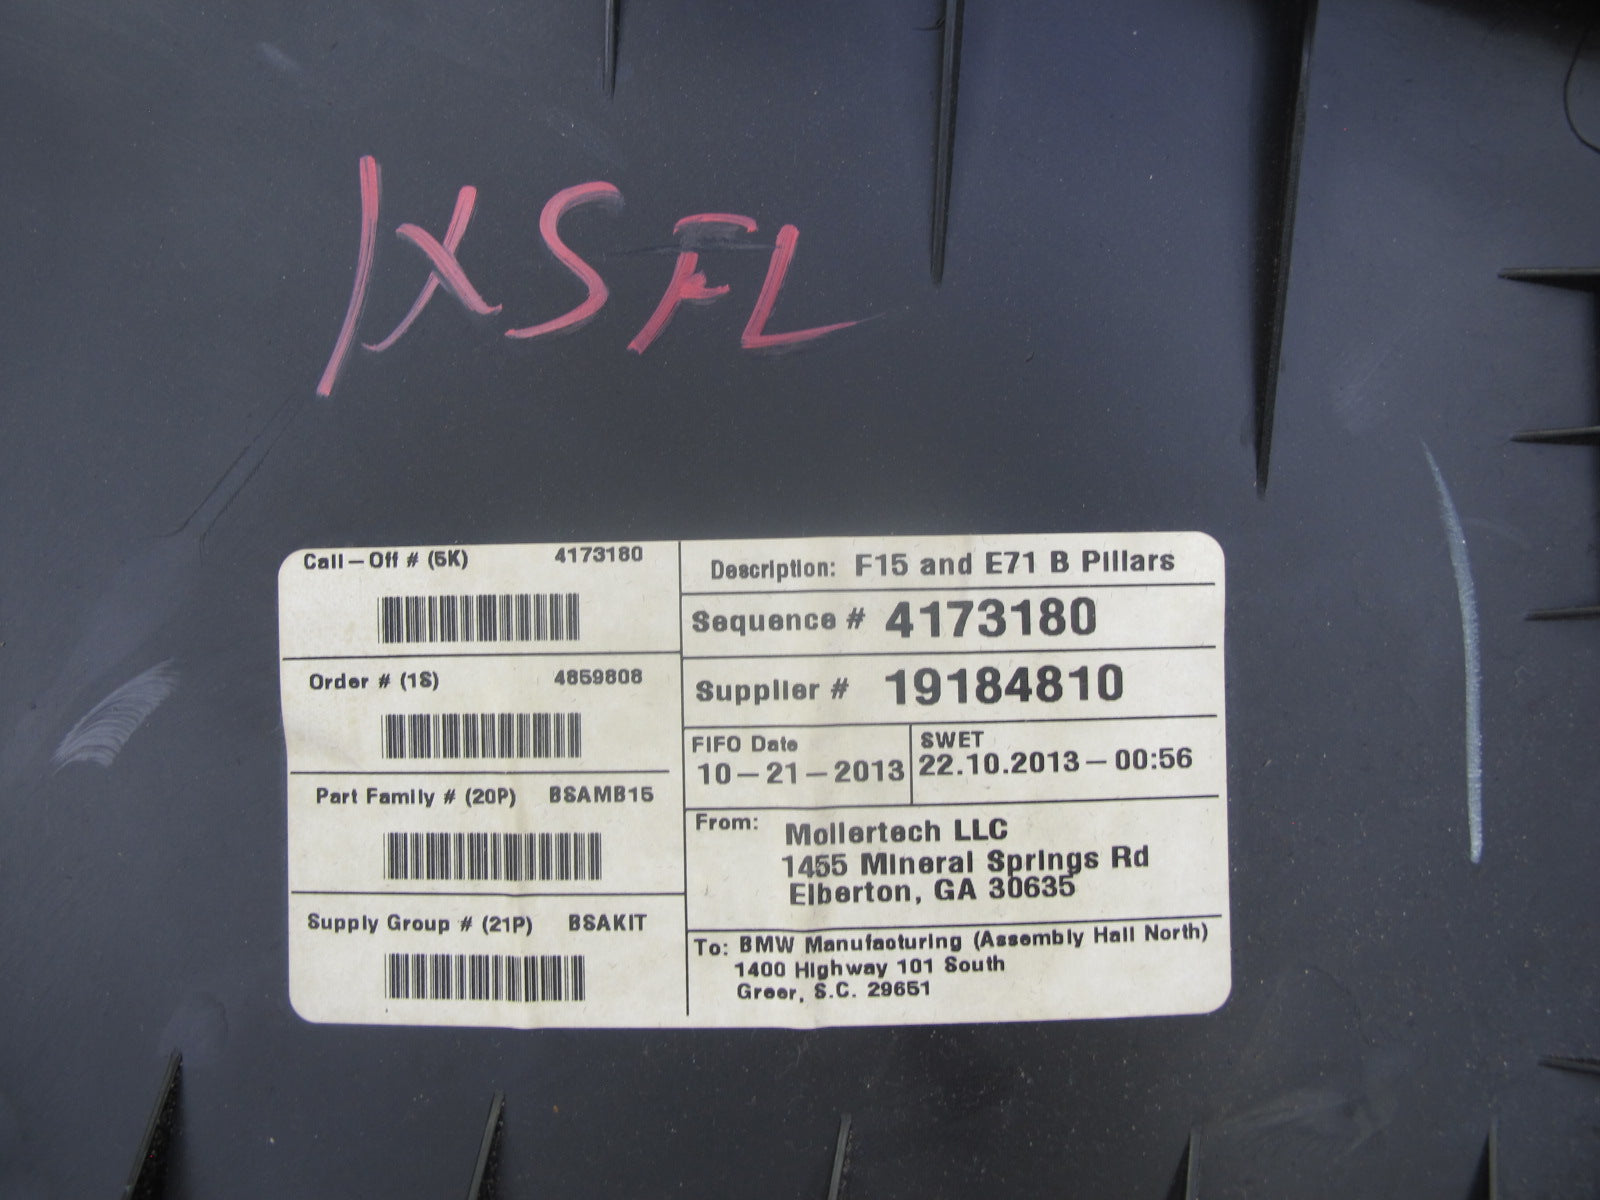 1XSFL
Call-Off # (5K) 4173180
Order # (1S) 4859808
Part Family # (20P) BSAMB15
Supply Group # (21P) BSAKIT
Description: F15 and E71 B Pillars
Sequence # 4173180
Supplier # 19184810
FIFO Date
10-21-2013
SWET
22.10.2013-00:56
From: Mollertech LLC
1455 Mineral Springs Rd
Elberton, GA 30635
To: BMW Manufacturing (Assembly Hall North)
1400 Highway 101 South
Greer, S.C. 29651